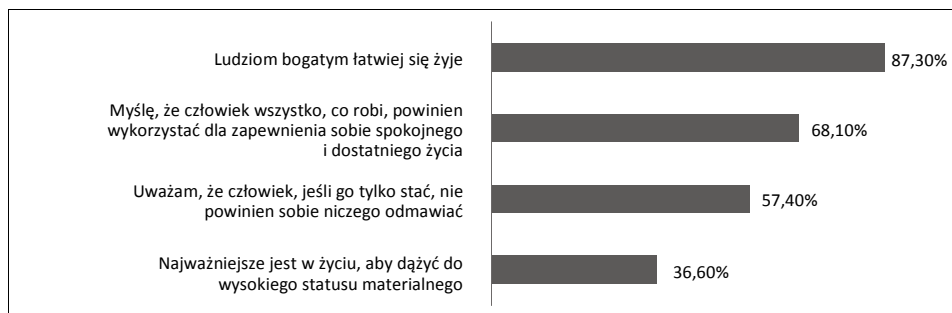 Ludziom bogatym łatwiej się żyje
87,30%
Myślę, że człowiek wszystko, co robi, powinien
wykorzystać dla zapewnienia sobie spokojnego
i dostatniego życia
68,10%
Uważam, że człowiek, jeśli go tylko stać, nie
powinien sobie niczego odmawiać
57,40%
Najważniejsze jest w życiu, aby dążyć do
wysokiego statusu materialnego
36,60%